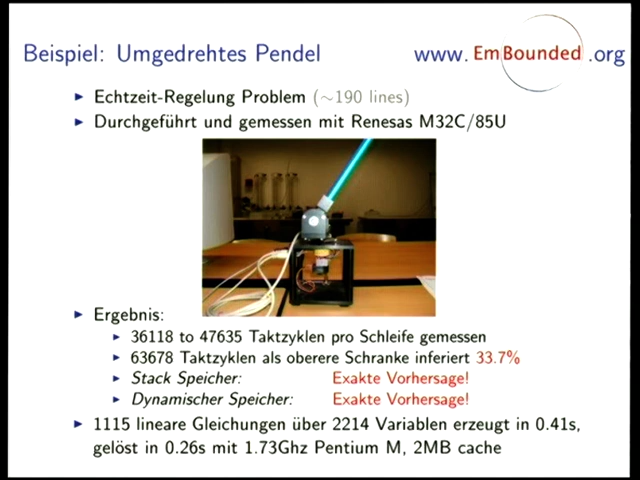 Beispiel: Umgedrehtes Pendel
www.EmBounded.org
Echtzeit-Regelung Problem (~190 lines)
Durchgeführt und gemessen mit Renesas M32C/85U
Ergebnis:
36118 to 47635 Taktzyklen pro Schleife gemessen
63678 Taktzyklen als oberere Schranke inferiert 33.7%
Stack Speicher: Exakte Vorhersage!
Dynamischer Speicher: Exakte Vorhersage!
1115 lineare Gleichungen über 2214 Variablen erzeugt in 0.41s,
gelöst in 0.26s mit 1.73Ghz Pentium M, 2MB cache